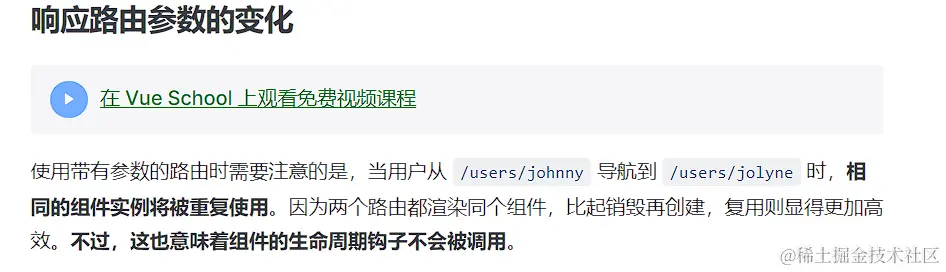 响应路由参数的变化
在 Vue School 上观看免费视频课程
使用带有参数的路由时需要注意的是，当用户从 /users/johnny 导航到 /users/jolyne 时，相
同的组件实例将被重复使用。因为两个路由都渲染同个组件，比起销毁再创建，复用则显得更加高
效。不过，这也意味着组件的生命周期钩子不会被调用。
@稀土掘金技术社区